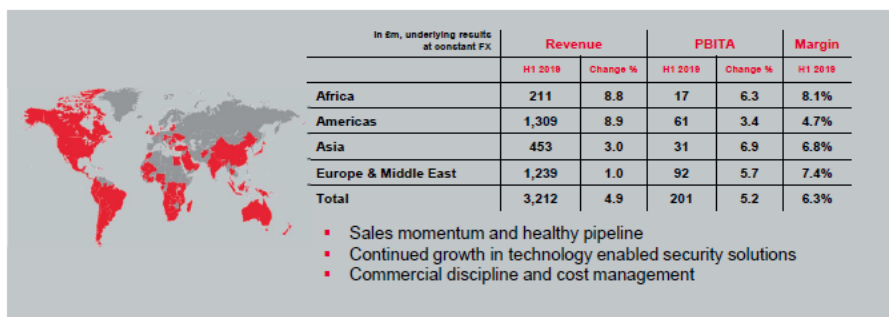 In £m, underlying results
at constant FX
Revenue PBITA Margin
H1 2019 Change % H1 2019 Change % H1 2019
Africa 211 8.8 17 6.3 8.1%
Americas 1,309 8.9 61 3.4 4.7%
Asia 453 3.0 31 6.9 6.8%
Europe & Middle East 1,239 1.0 92 5.7 7.4%
Total 3,212 4.9 201 5.2 6.3%
▪ Sales momentum and healthy pipeline
▪ Continued growth in technology enabled security solutions
▪ Commercial discipline and cost management